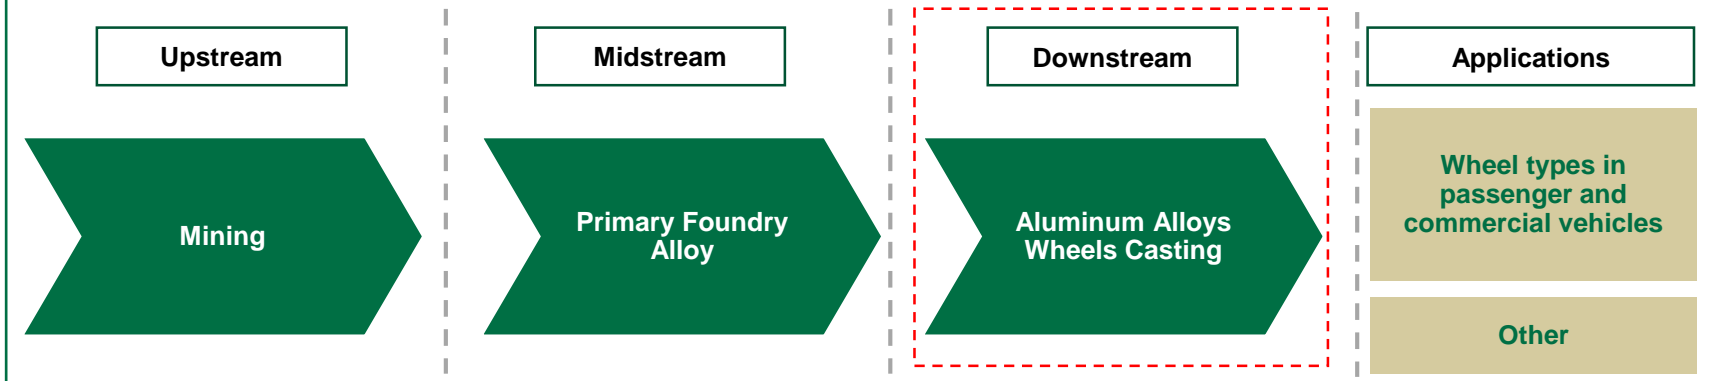 Upstream
Midstream
Downstream
Applications
Mining
Primary Foundry
Alloy
Aluminum Alloys
Wheels Casting
Wheel types in
passenger and
commercial vehicles
Other